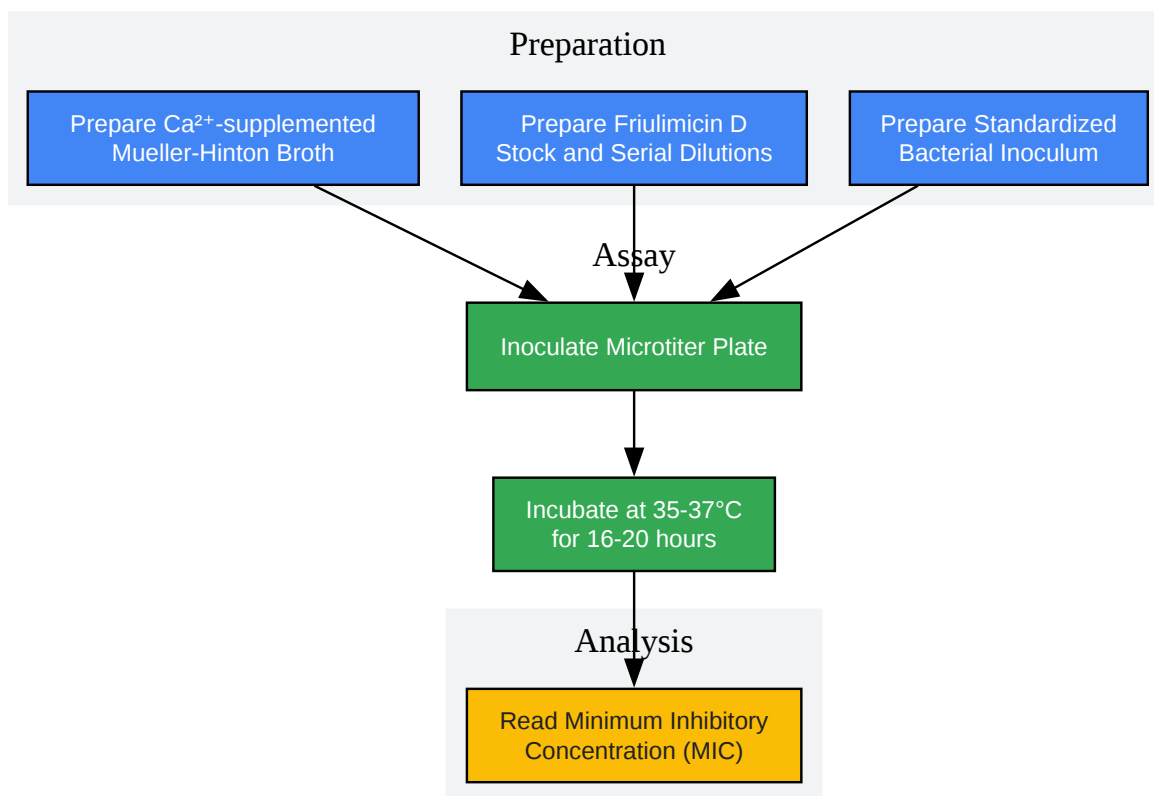 Preparation
Prepare Ca²⁺-supplemented
Mueller-Hinton Broth
Prepare Friulimicin D
Stock and Serial Dilutions
Prepare Standardized
Bacterial Inoculum
Assay
Inoculate Microtiter Plate
Incubate at 35-37°C
for 16-20 hours
Analysis
Read Minimum Inhibitory
Concentration (MIC)